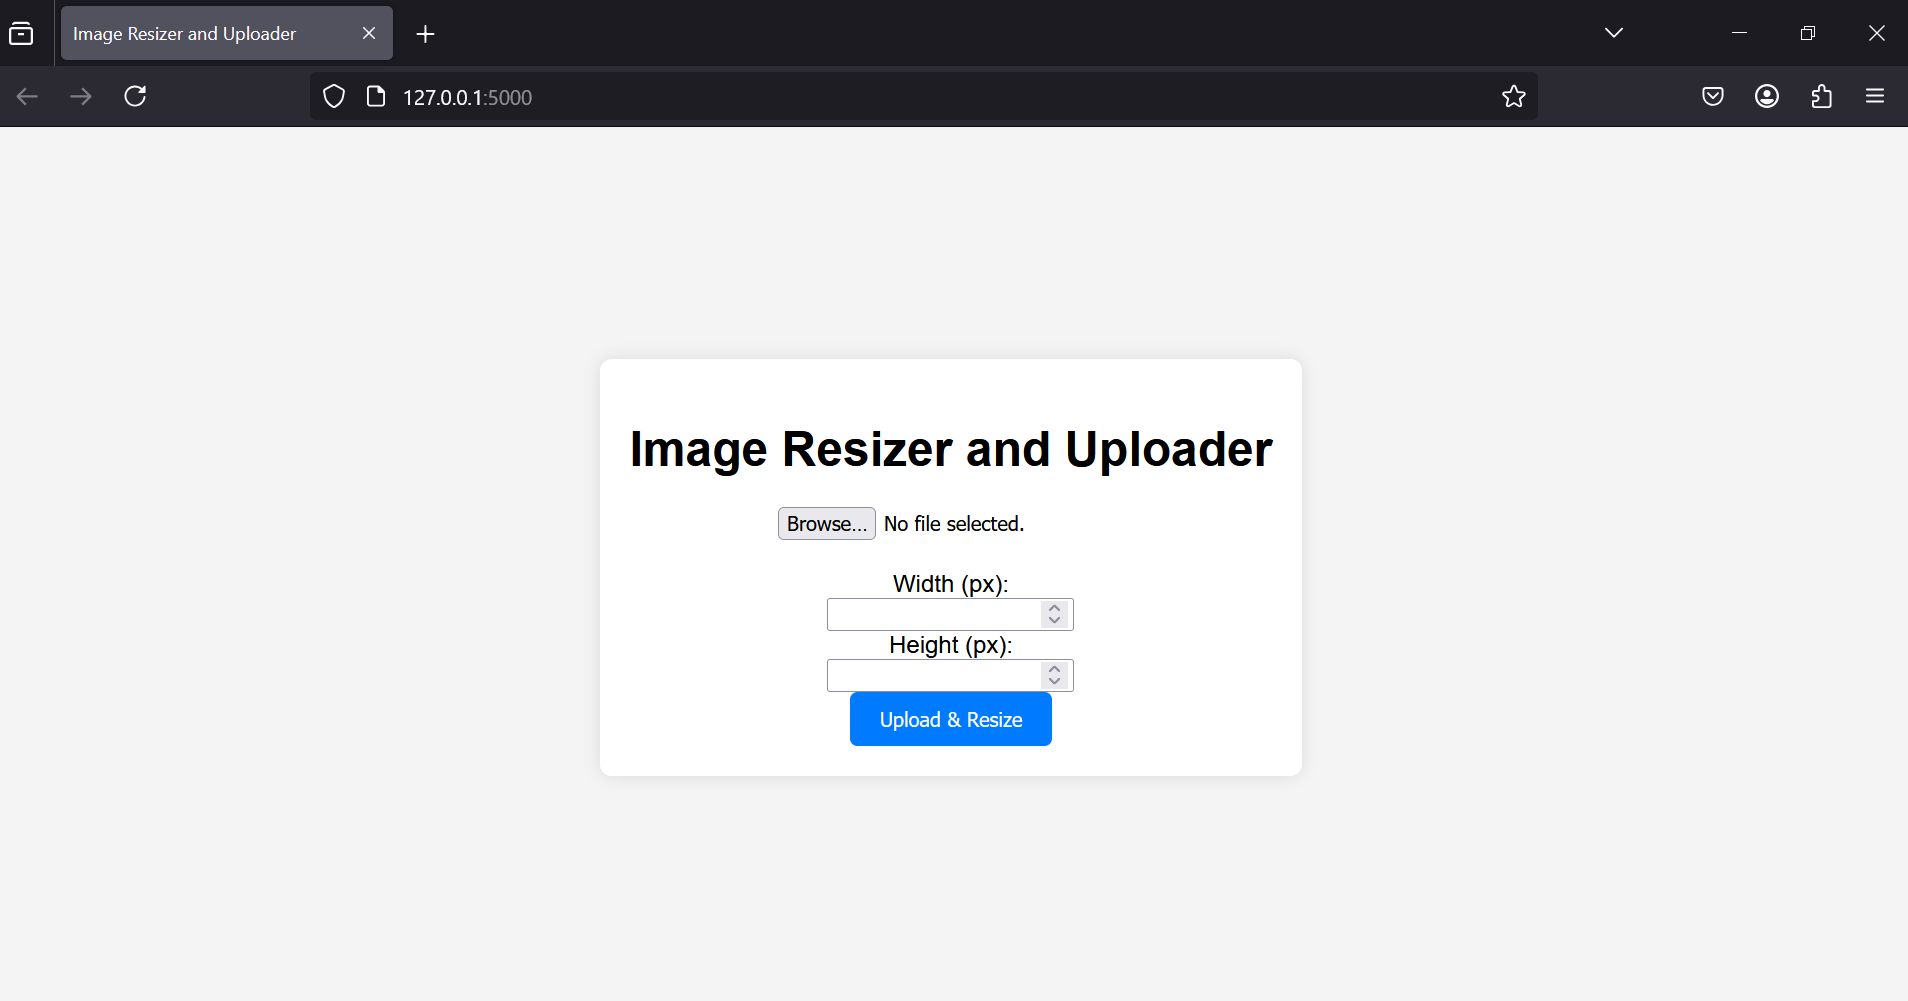 Image Resizer and Uploader
127.0.0.1:5000
Image Resizer and Uploader
Browse... No file selected.
Width (px):
Height (px):
Upload & Resize